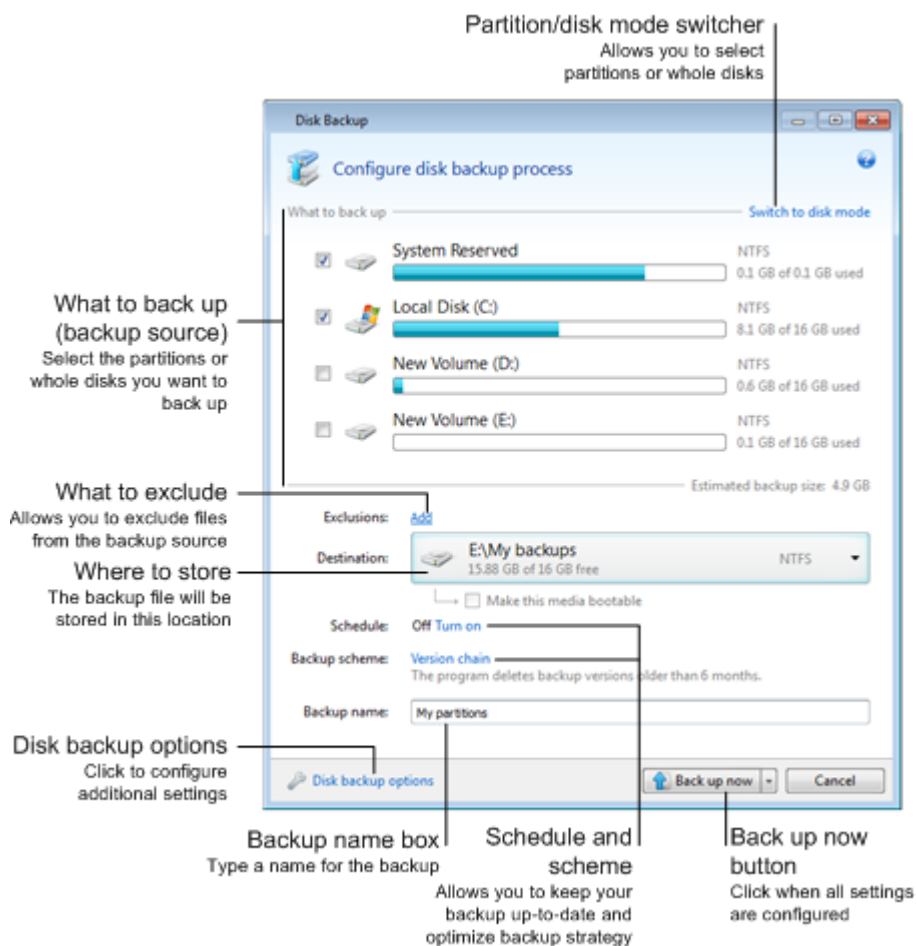 Partition/disk mode switcher
Allows you to select
partitions or whole disks
Disk Backup
Configure disk backup process
What to back up
Switch to disk mode
System Reserved
NTFS
0.1 GB of 0.1 GB used
Local Disk (C:)
NTFS
8.1 GB of 16 GB used
New Volume (D:)
NTFS
0.6 GB of 16 GB used
New Volume (E:)
NTFS
0.1 GB of 16 GB used
Estimated backup size: 4.9 GB
What to back up
(backup source)
Select the partitions or
whole disks you want to
back up
What to exclude
Allows you to exclude files
from the backup source
Exclusions: Add
Where to store
The backup file will be
stored in this location
Destination: E:\My backups
15.88 GB of 16 GB free
NTFS
Make this media bootable
Schedule: Off Turn on
Backup scheme: Version chain
The program deletes backup versions older than 6 months.
Backup name: My partitions
Disk backup options
Click to configure
additional settings
Disk backup options
Back up now
Cancel
Backup name box
Type a name for the backup
Schedule and
scheme
Allows you to keep your
backup up-to-date and
optimize backup strategy
Back up now
button
Click when all settings
are configured